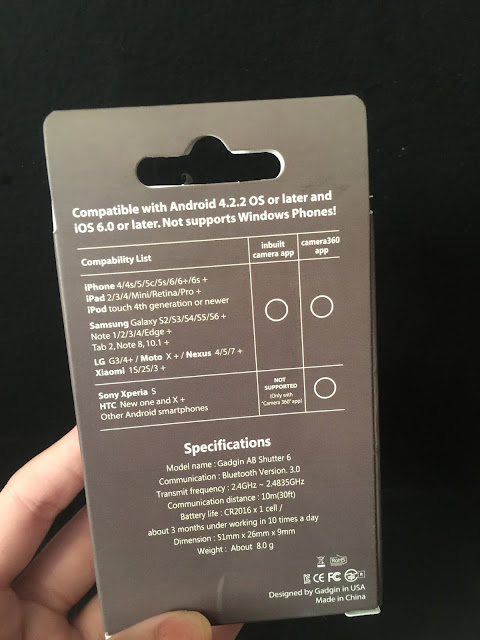 Compatible with Android 4.2.2 OS or later and
iOS 6.0 or later. Not supports Windows Phones!
Compability List
inbuilt
camera app
camera360
app
iPhone 4/4s/5/5c/5s/6/6+/6s +
iPad 2/3/4/Mini/Retina/Pro +
iPod touch 4th generation or newer
Samsung Galaxy S2/S3/S4/S5/S6 +
Note 1/2/3/4/Edge +
Tab 2, Note 8, 10.1 +
LG G3/4+ / Moto X + / Nexus 4/5/7 +
Xiaomi 1S/2S/3 +
Sony Xperia S
HTC New one and X +
Other Android smartphones
NOT
SUPPORTED
(Only with
"Camera 360" app)
Specifications
Model name : Gadgin AB Shutter 6
Communication : Bluetooth Version. 3.0
Transmit frequency : 2.4GHz ~ 2.4835GHz
Communication distance : 10m(30ft)
Battery life : CR2016 x 1 cell /
about 3 months under working in 10 times a day
Dimension : 51mm x 26mm x 9mm
Weight : About 8.0 g
RoHS
CE FC
Designed by Gadgin in USA
Made in China